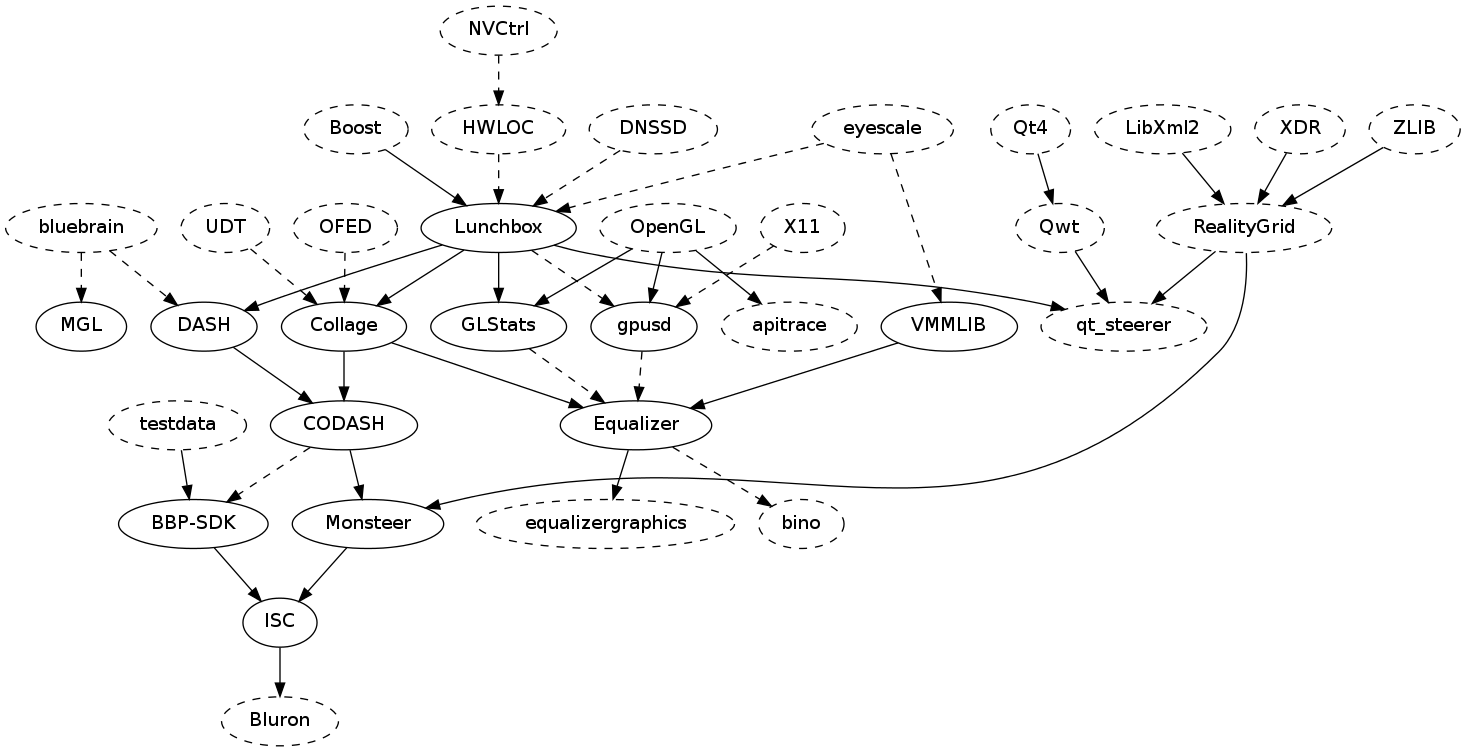 NVCtrl
Boost
HWLOC
DNSSD
eyescale
Qt4
LibXml2
XDR
ZLIB
bluebrain
UDT
OFED
Lunchbox
OpenGL
X11
Qwt
RealityGrid
MGL
DASH
Collage
GLStats
gpusd
apitrace
VMMLIB
qt_steerer
testdata
CODASH
Equalizer
BBP-SDK
Monsteer
equalizergraphics
bino
ISC
Bluron